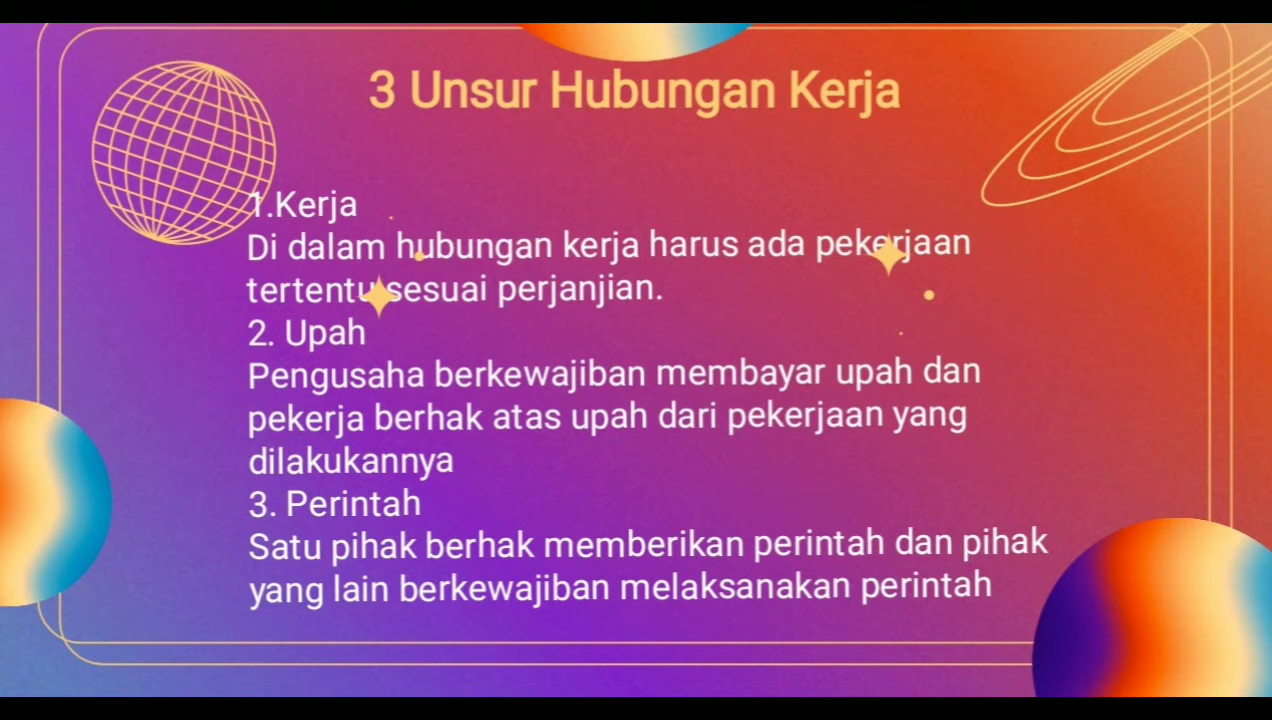 3 Unsur Hubungan Kerja
1.Kerja
Di dalam hubungan kerja harus ada pekerjaan
tertentu sesuai perjanjian.
2. Upah
Pengusaha berkewajiban membayar upah dan
pekerja berhak atas upah dari pekerjaan yang
dilakukannya
3. Perintah
Satu pihak berhak memberikan perintah dan pihak
yang lain berkewajiban melaksanakan perintah